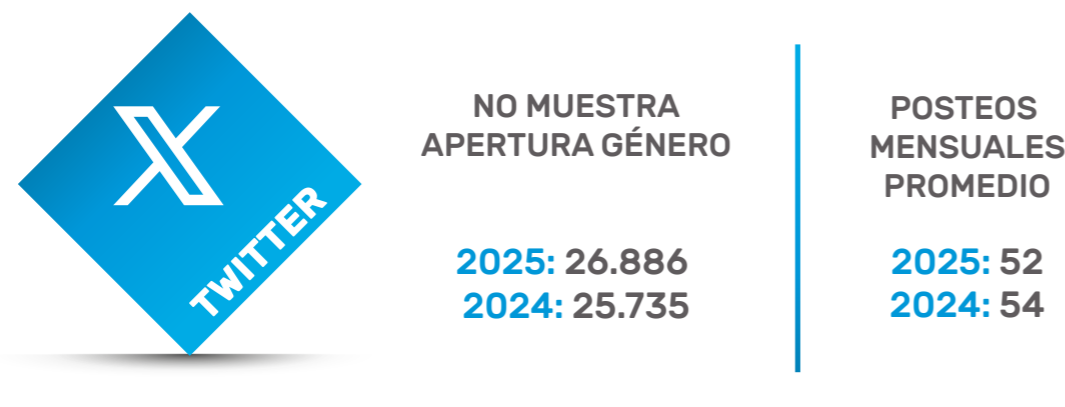 TWITTER
NO MUESTRA
APERTURA GÉNERO
2025: 26.886
2024: 25.735
POSTEOS
MENSUALES
PROMEDIO
2025: 52
2024: 54